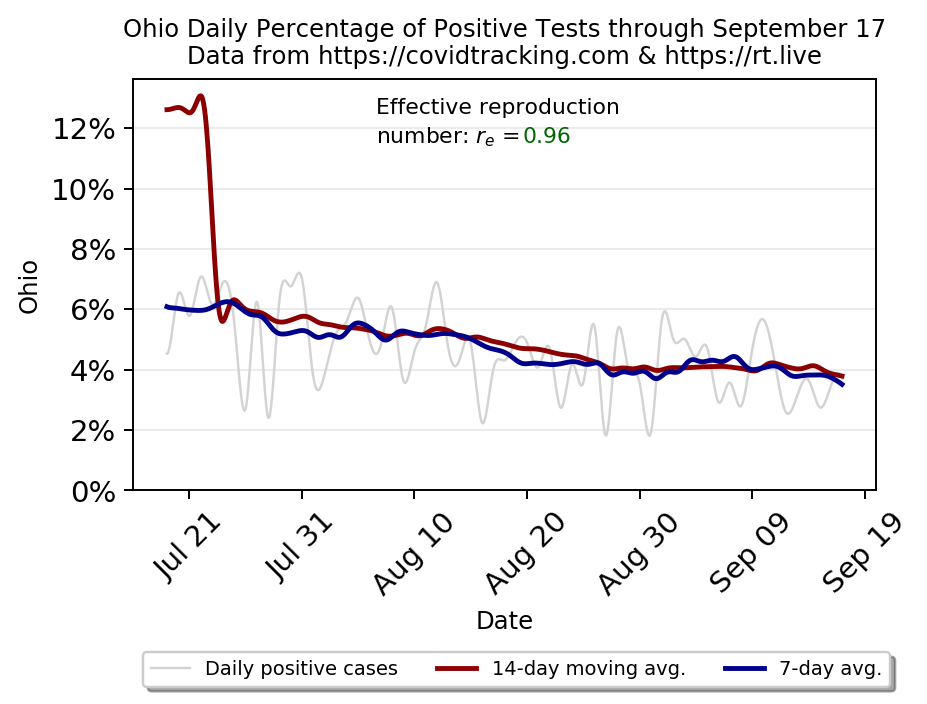 Ohio Daily Percentage of Positive Tests through September 17
Data from https://covidtracking.com & https://rt.live
Effective reproduction
number: rₑ =0.96
12%
10%
8%
6%
4%
2%
0%
Ohio
Jul 21
Jul 31
Aug 10
Aug 20
Aug 30
Sep 09
Sep 19
Date
Daily positive cases
14-day moving avg.
7-day avg.